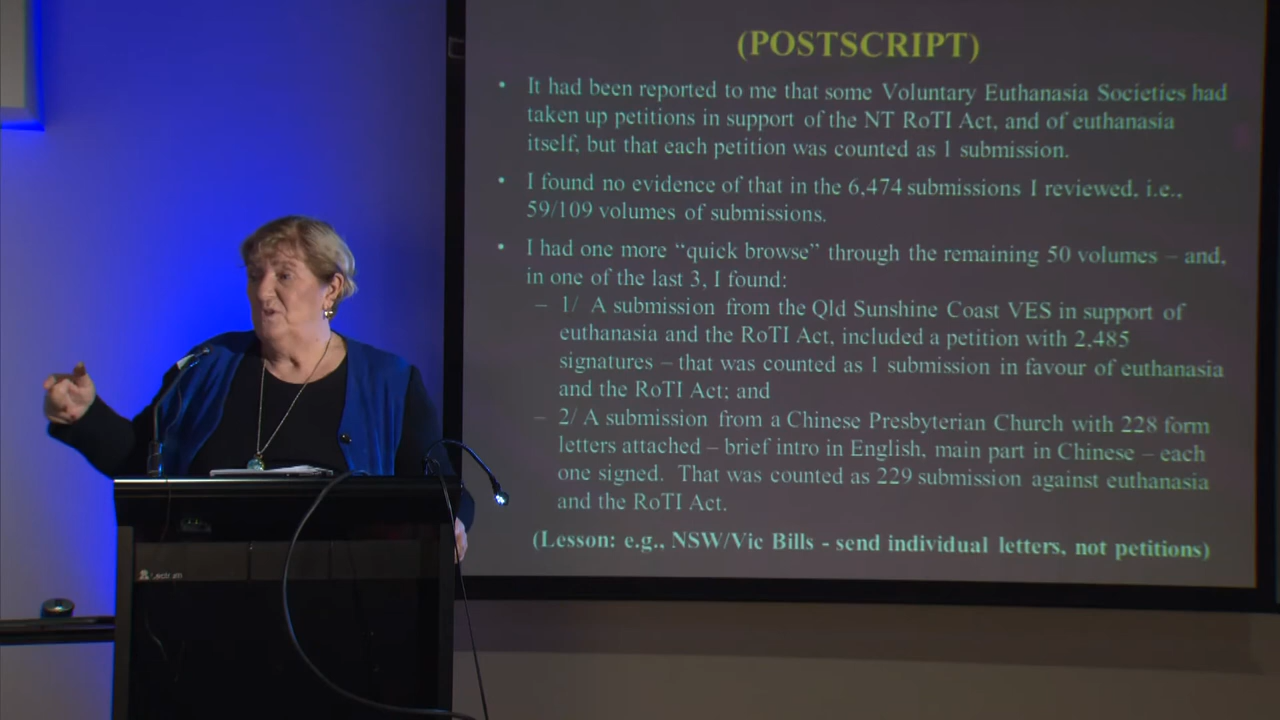 (POSTSCRIPT)
• It had been reported to me that some Voluntary Euthanasia Societies had
taken up petitions in support of the NT RoTI Act, and of euthanasia
itself, but that each petition was counted as 1 submission.
• I found no evidence of that in the 6,474 submissions I reviewed, i.e.,
59/109 volumes of submissions.
• I had one more “quick browse” through the remaining 50 volumes – and,
in one of the last 3, I found:
– 1/ A submission from the Qld Sunshine Coast VES in support of
euthanasia and the RoTI Act, included a petition with 2,485
signatures – that was counted as 1 submission in favour of euthanasia
and the RoTI Act; and
– 2/ A submission from a Chinese Presbyterian Church with 228 form
letters attached – brief intro in English, main part in Chinese – each
one signed. That was counted as 229 submission against euthanasia
and the RoTI Act.
(Lesson: e.g., NSW/Vic Bills - send individual letters, not petitions)